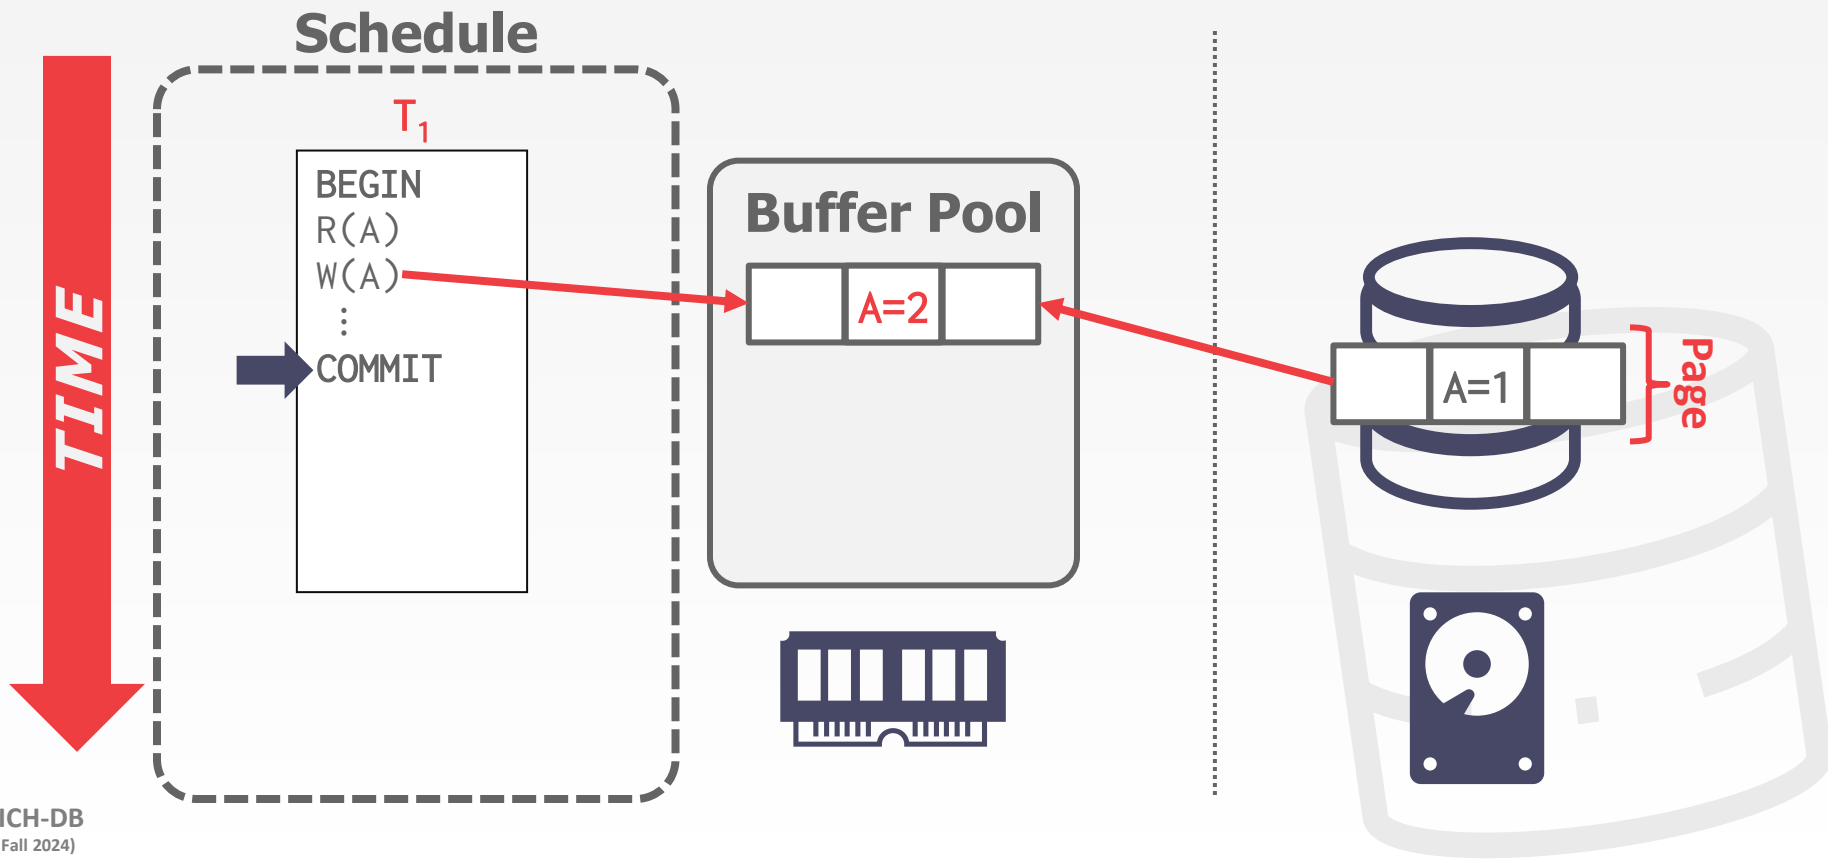 Schedule
TIME
T1
BEGIN
R(A)
W(A)
⋮
COMMIT
Buffer Pool
A=2
A=1
Page
ICH-DB
Fall 2024)